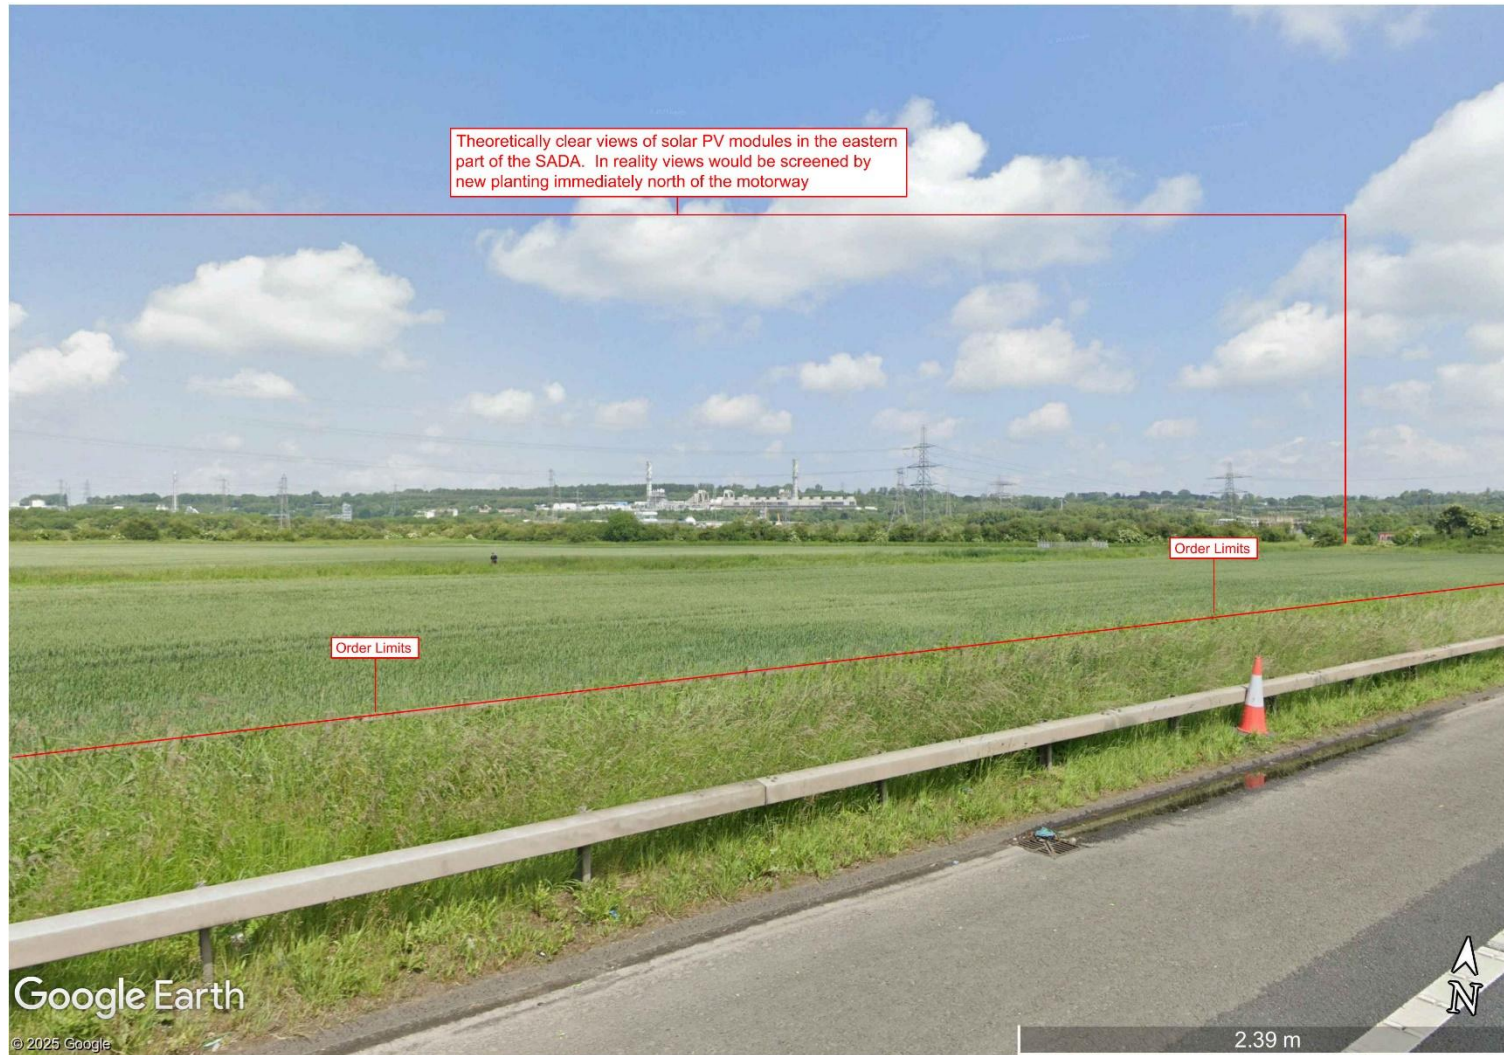 Theoretically clear views of solar PV modules in the eastern
part of the SADA. In reality views would be screened by
new planting immediately north of the motorway
Order Limits
Order Limits
Google Earth
© 2025 Google
N
2.39 m